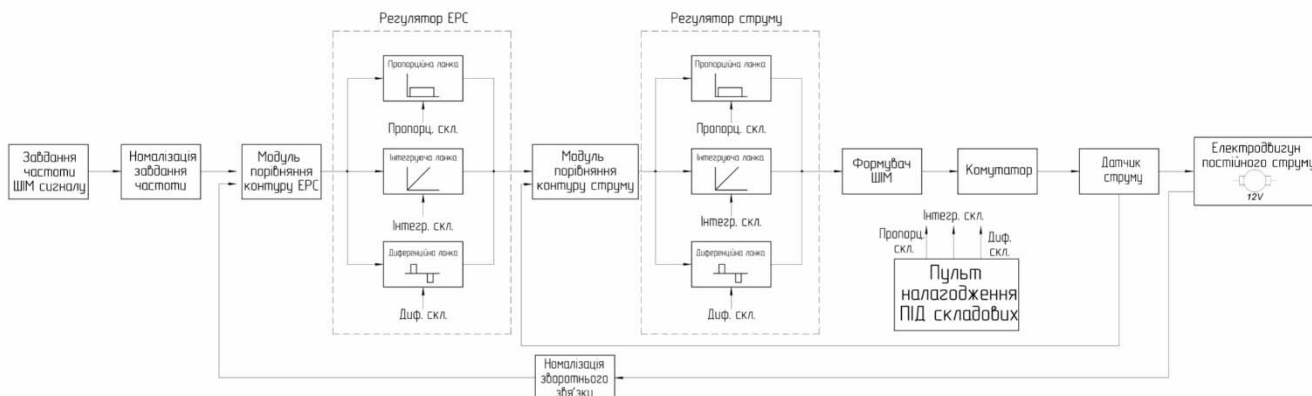 Регулятор ЕРС
Регулятор струму
Пропорційна ланка
Пропорц. скл.
Інтегруюча ланка
Інтегр. скл.
Диференційна ланка
Диф. скл.
Пропорційна ланка
Пропорц. скл.
Інтегруюча ланка
Інтегр. скл.
Диференційна ланка
Диф. скл.
Завдання
частоти
ШІМ сигналу
Номалізація
завдання
частоти
Модуль
порівняння
контуру ЕРС
Модуль
порівняння
контуру струму
Формувач
ШІМ
Комутатор
Датчик
струму
Електродвигун
постійного струму
12V
Пропорц.
скл.
Інтегр. скл.
Диф.
скл.
Пульт
налагодження
ПІД складових
Номалізація
зворотнього
звя'зки